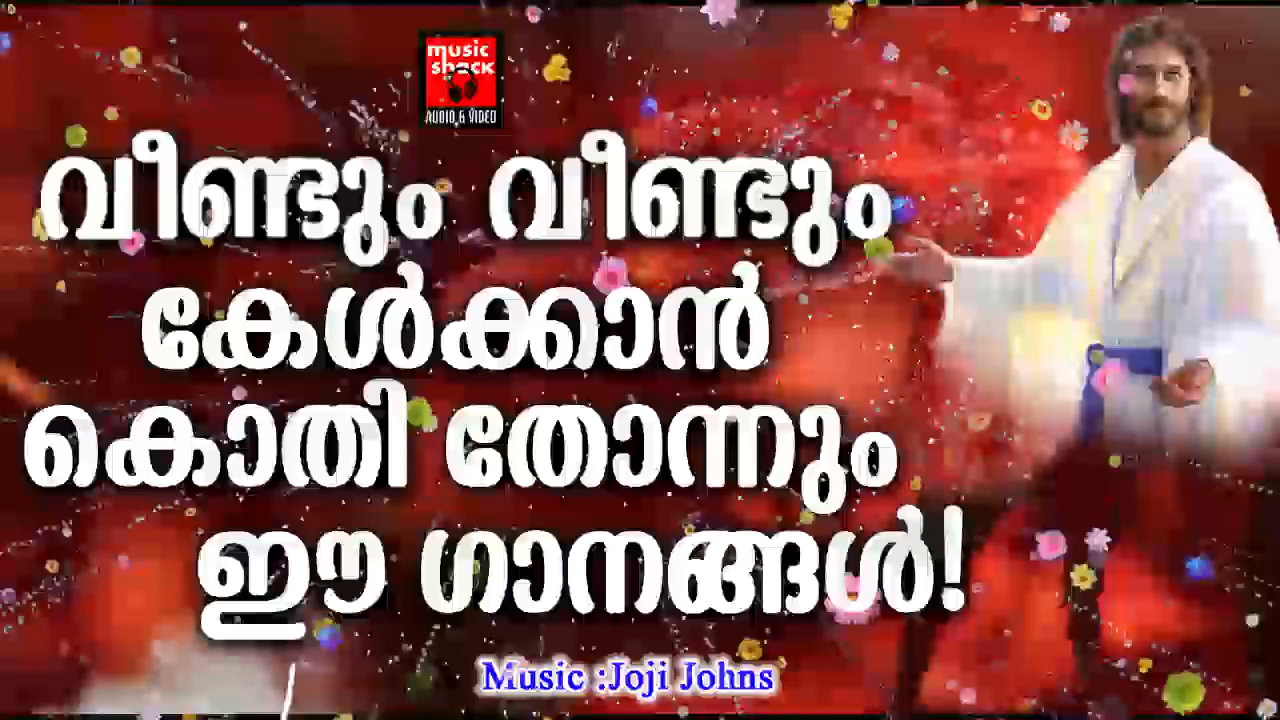 music
shack
AUDIO & VIDEO
വീണ്ടും വീണ്ടും
കേൾക്കാൻ
കൊതി തോന്നും
ഈ ഗാനങ്ങൾ!
Music :Joji Johns